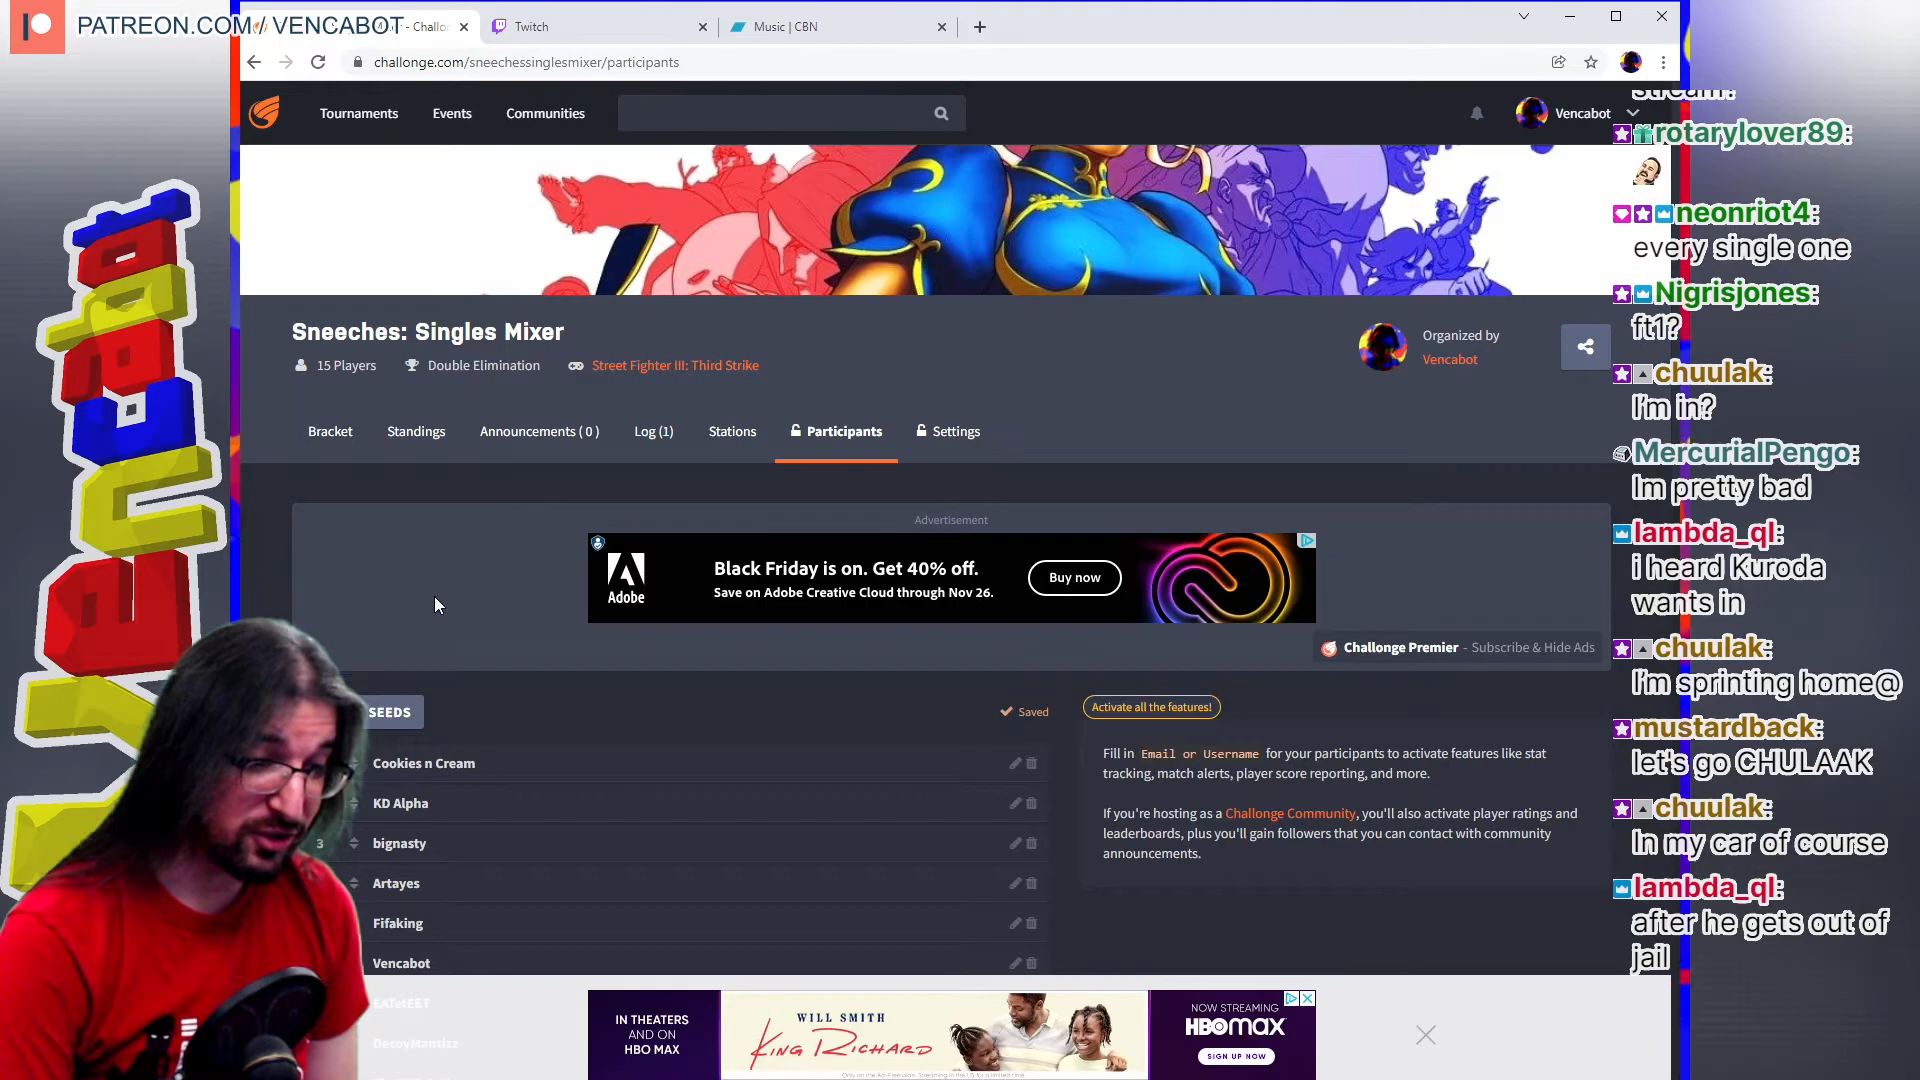 PATREON.COM/ VENCABOT
- Challo
Twitch
Music | CBN
challonge.com/sneechessinglesmixer/participants
Tournaments
Events
Communities
Vencabot
Sneeches: Singles Mixer
15 Players
Double Elimination
Street Fighter III: Third Strike
Organized by
Vencabot
Bracket
Standings
Announcements ( 0 )
Log (1)
Stations
Participants
Settings
Advertisement
Adobe
Black Friday is on. Get 40% off.
Save on Adobe Creative Cloud through Nov 26.
Buy now
Challonge Premier - Subscribe & Hide Ads
SEEDS
Saved
Cookies n Cream
KD Alpha
3 bignasty
Artayes
Fifaking
Vencabot
EATefEET
DecoyMantizz
Activate all the features!
Fill in Email or Username for your participants to activate features like stat
tracking, match alerts, player score reporting, and more.
If you're hosting as a Challonge Community, you'll also activate player ratings and
leaderboards, plus you'll gain followers that you can contact with community
announcements.
IN THEATERS
AND ON
HBO MAX
WILL SMITH
KING RICHARD
NOW STREAMING
HBOMAX
SIGN UP NOW
stream?
rotarylover89:
neonriot4:
every single one
Nigrisjones:
ft1?
chuulak:
I'm in?
MercurialPengo:
Im pretty bad
lambda_ql:
i heard Kuroda
wants in
chuulak:
I'm sprinting home@
mustardback:
let's go CHULAAK
chuulak:
In my car of course
lambda_ql:
after he gets out of
jail
Vencabot